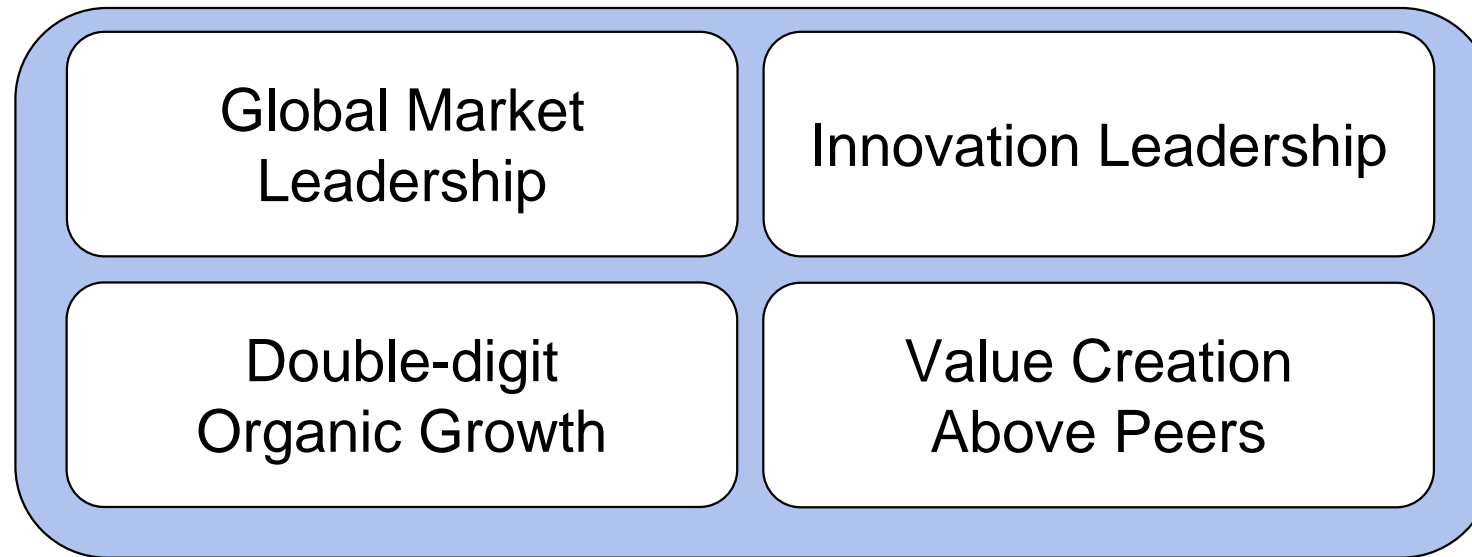 Global Market
Leadership
Innovation Leadership
Double-digit
Organic Growth
Value Creation
Above Peers